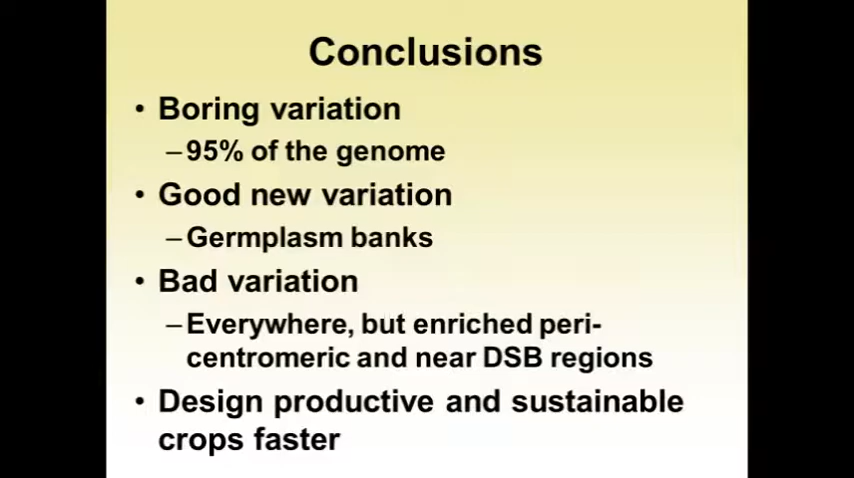 Conclusions
• Boring variation
–95% of the genome
• Good new variation
–Germplasm banks
• Bad variation
–Everywhere, but enriched peri-
centromeric and near DSB regions
• Design productive and sustainable
crops faster